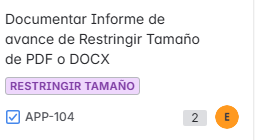 Documentar Informe de
avance de Restringir Tamaño
de PDF o DOCX
RESTRINGIR TAMAÑO
APP-104 2 E